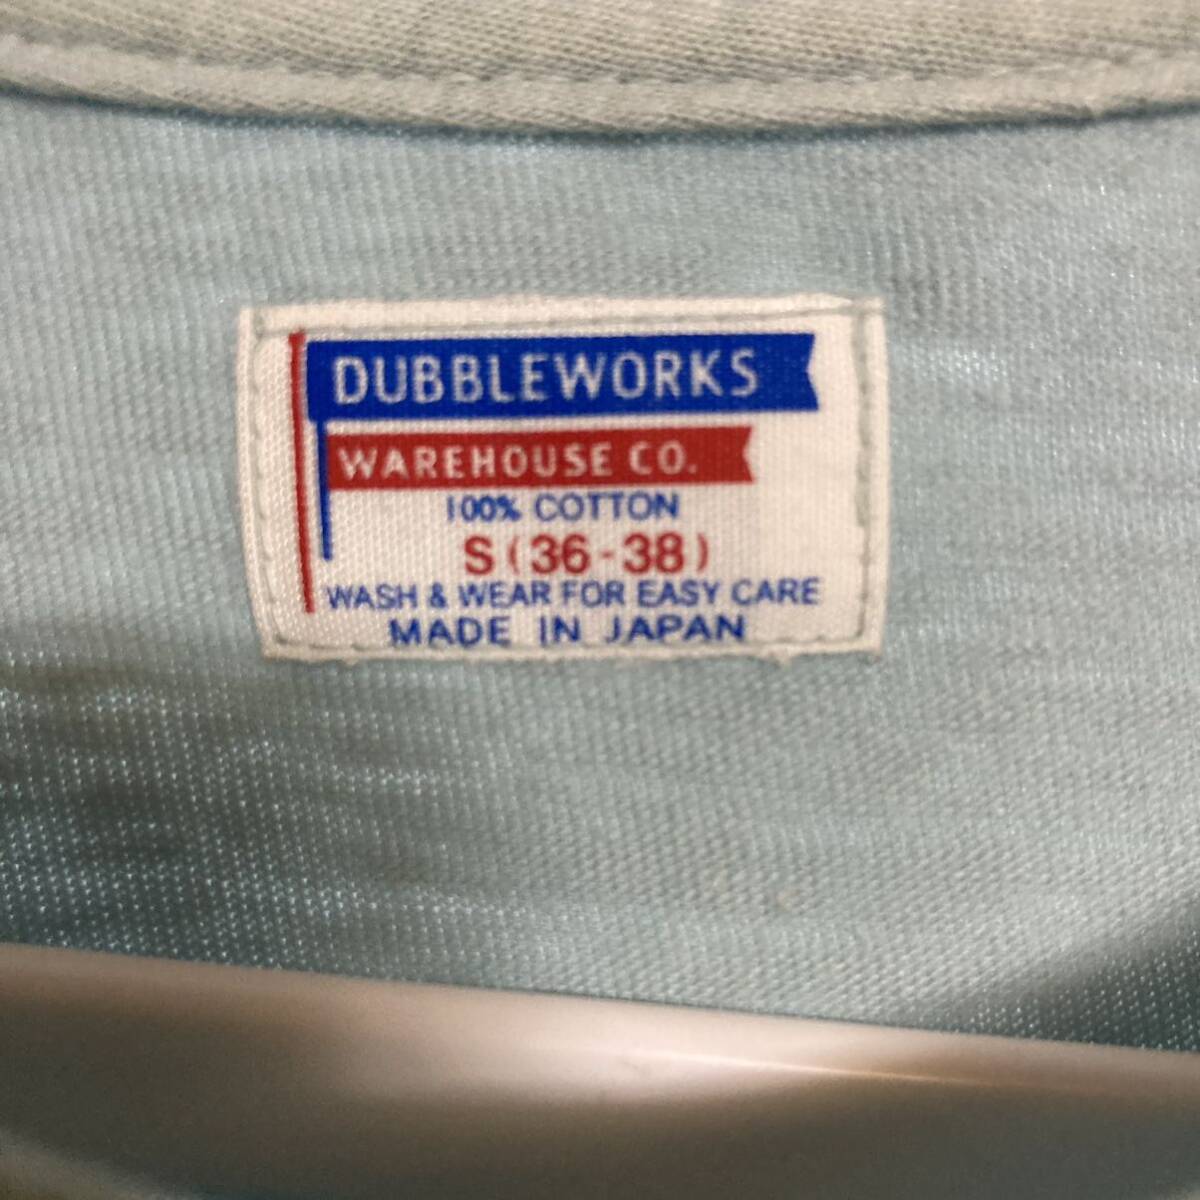 DUBBLEWORKS
WAREHOUSE CO.
100% COTTON
S (36-38)
WASH & WEAR FOR EASY CARE
MADE IN JAPAN